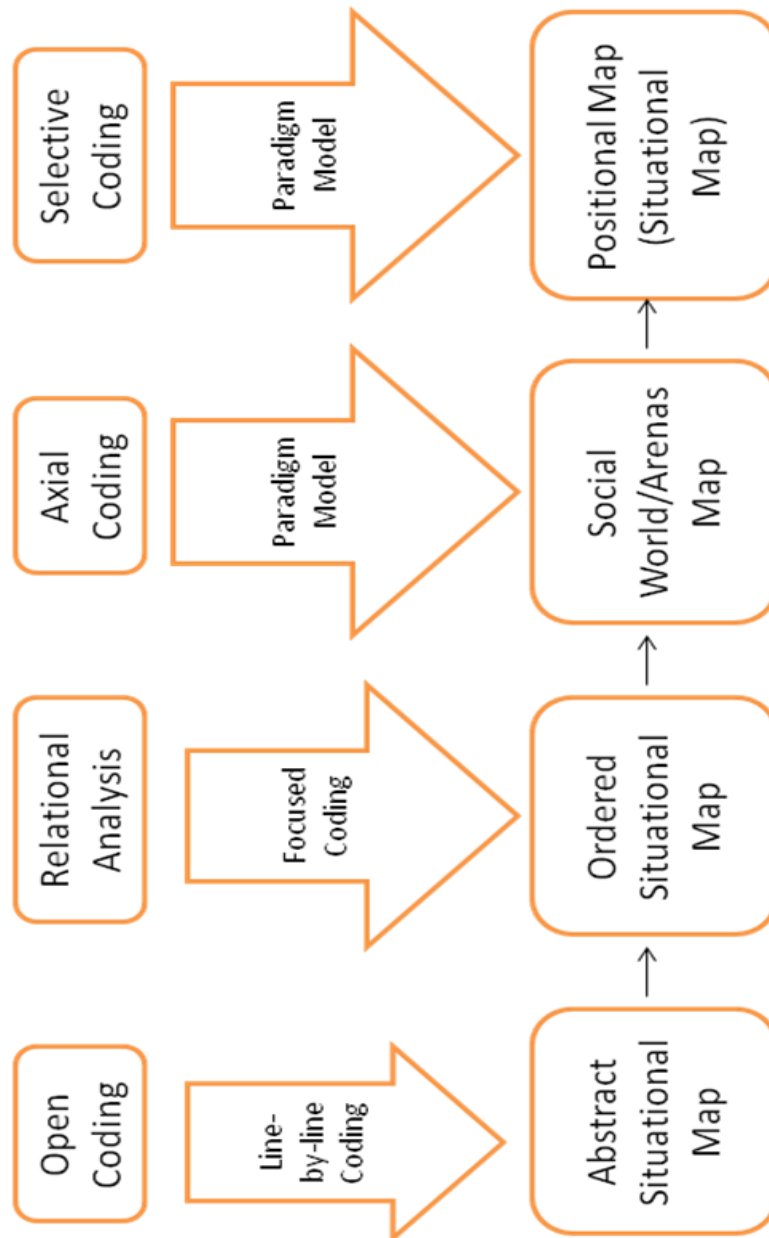 Open
Coding
Line-
by-line
Coding
Abstract
Situational
Map
Relational
Analysis
Focused
Coding
Ordered
Situational
Map
Axial
Coding
Paradigm
Model
Social
World/Arenas
Map
Selective
Coding
Paradigm
Model
Positional Map
(Situational
Map)